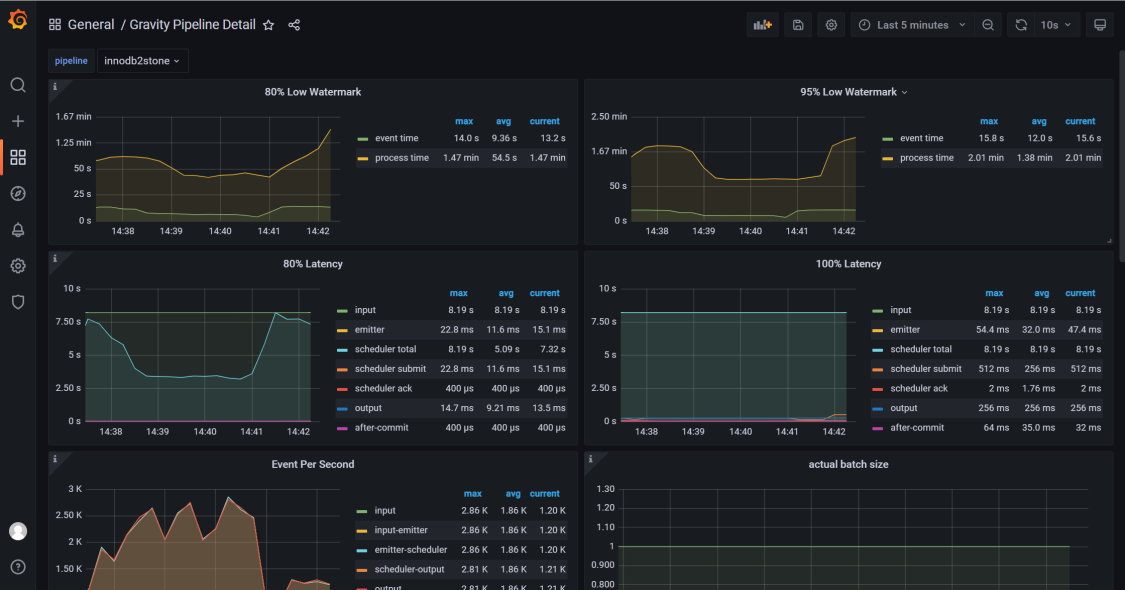 General / Gravity Pipeline Detail
Last 5 minutes
10s
pipeline innodb2stone
80% Low Watermark
1.67 min
1.25 min
50 s
25 s
0 s
14:38 14:39 14:40 14:41 14:42
max avg current
event time 14.0 s 9.36 s 13.2 s
process time 1.47 min 54.5 s 1.47 min
95% Low Watermark
2.50 min
1.67 min
50 s
0 s
14:38 14:39 14:40 14:41 14:42
max avg current
event time 15.8 s 12.0 s 15.6 s
process time 2.01 min 1.38 min 2.01 min
80% Latency
10 s
7.50 s
5 s
2.50 s
0 s
14:38 14:39 14:40 14:41 14:42
max avg current
input 8.19 s 8.19 s 8.19 s
emitter 22.8 ms 11.6 ms 15.1 ms
scheduler total 8.19 s 5.09 s 7.32 s
scheduler submit 22.8 ms 11.6 ms 15.1 ms
scheduler ack 400 µs 400 µs 400 µs
output 14.7 ms 9.21 ms 13.5 ms
after-commit 400 µs 400 µs 400 µs
100% Latency
10 s
7.50 s
5 s
2.50 s
0 s
14:38 14:39 14:40 14:41 14:42
max avg current
input 8.19 s 8.19 s 8.19 s
emitter 54.4 ms 32.0 ms 47.4 ms
scheduler total 8.19 s 8.19 s 8.19 s
scheduler submit 512 ms 256 ms 512 ms
scheduler ack 2 ms 1.76 ms 2 ms
output 256 ms 256 ms 256 ms
after-commit 64 ms 35.0 ms 32 ms
Event Per Second
3 K
2.50 K
2 K
1.50 K
max avg current
input 2.86 K 1.86 K 1.20 K
input-emitter 2.86 K 1.86 K 1.20 K
emitter-scheduler 2.86 K 1.86 K 1.20 K
scheduler-output 2.81 K 1.86 K 1.21 K
output 2.81 K 1.86 K 1.21 K
actual batch size
1.30
1.20
1.10
1
0.900
0.800